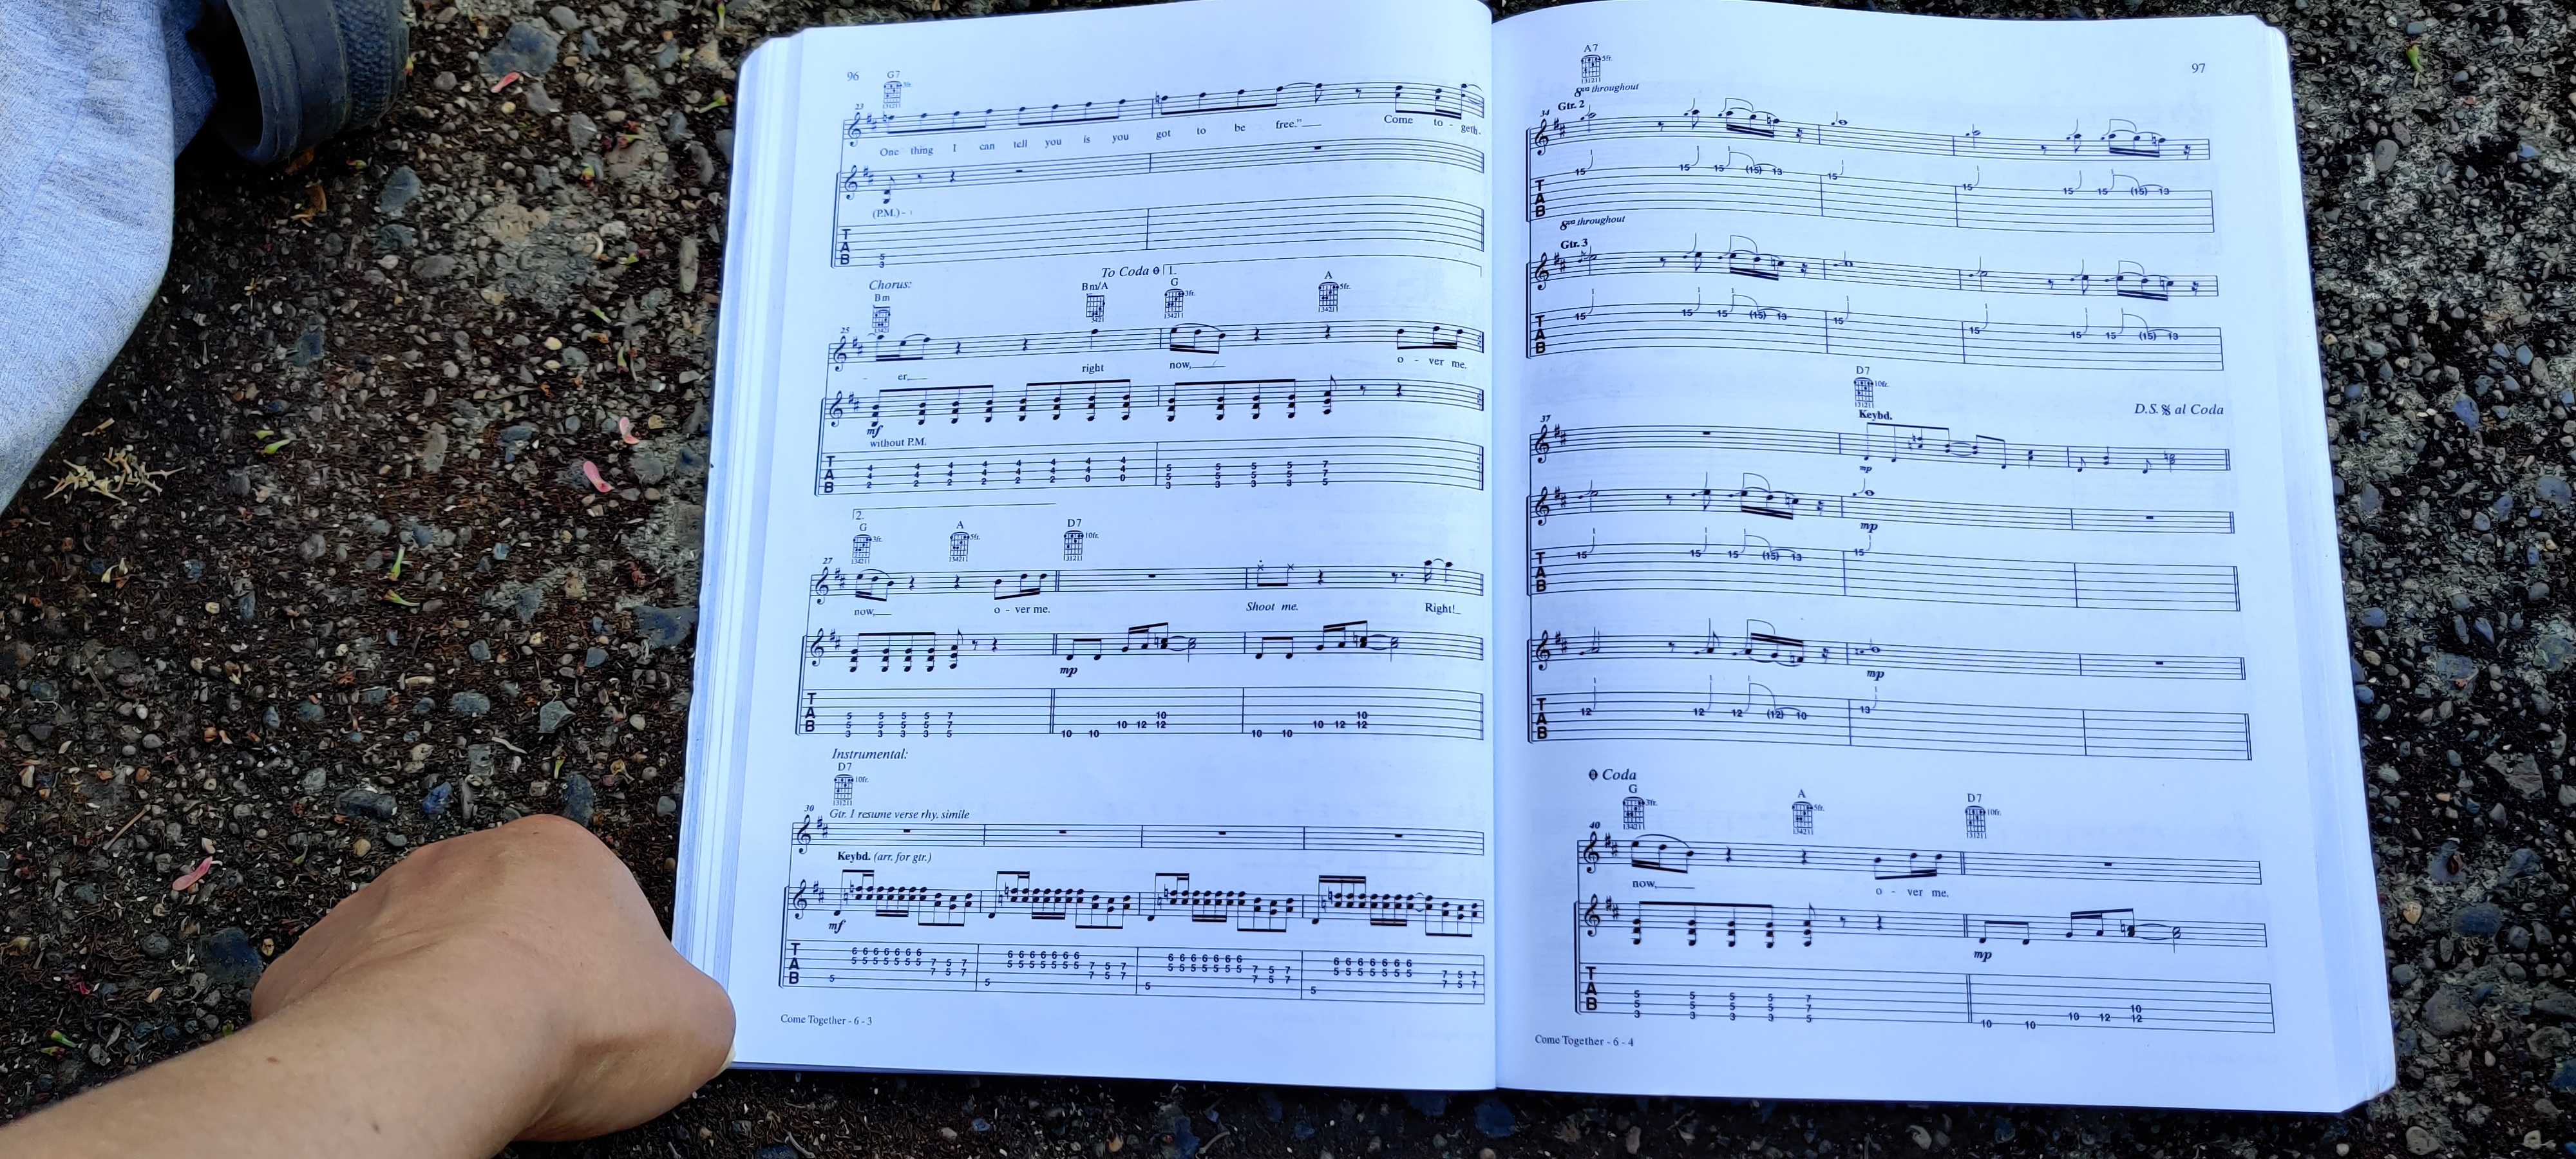 96
G7
23
One thing I can tell you is you got to be free." Come to - geth-
(P.M.)
Chorus:
Bm
Bm/A
To Coda
1.
G
A
25
- er right now, o - ver me.
mf
without P.M.
2.
G
A
D7
27
now, o - ver me. Shoot me. Right!
mp
Instrumental:
D7
30
Gtr. 1 resume verse rhy. simile
Keybd. (arr. for gtr.)
mf
Come Together - 6 - 3
97
A7
8va throughout
34
Gtr. 2
8va throughout
Gtr. 3
D7
D.S. al Coda
37
Keybd.
mp
mp
mp
Coda
G
A
D7
40
now, o - ver me.
mp
Come Together - 6 - 4